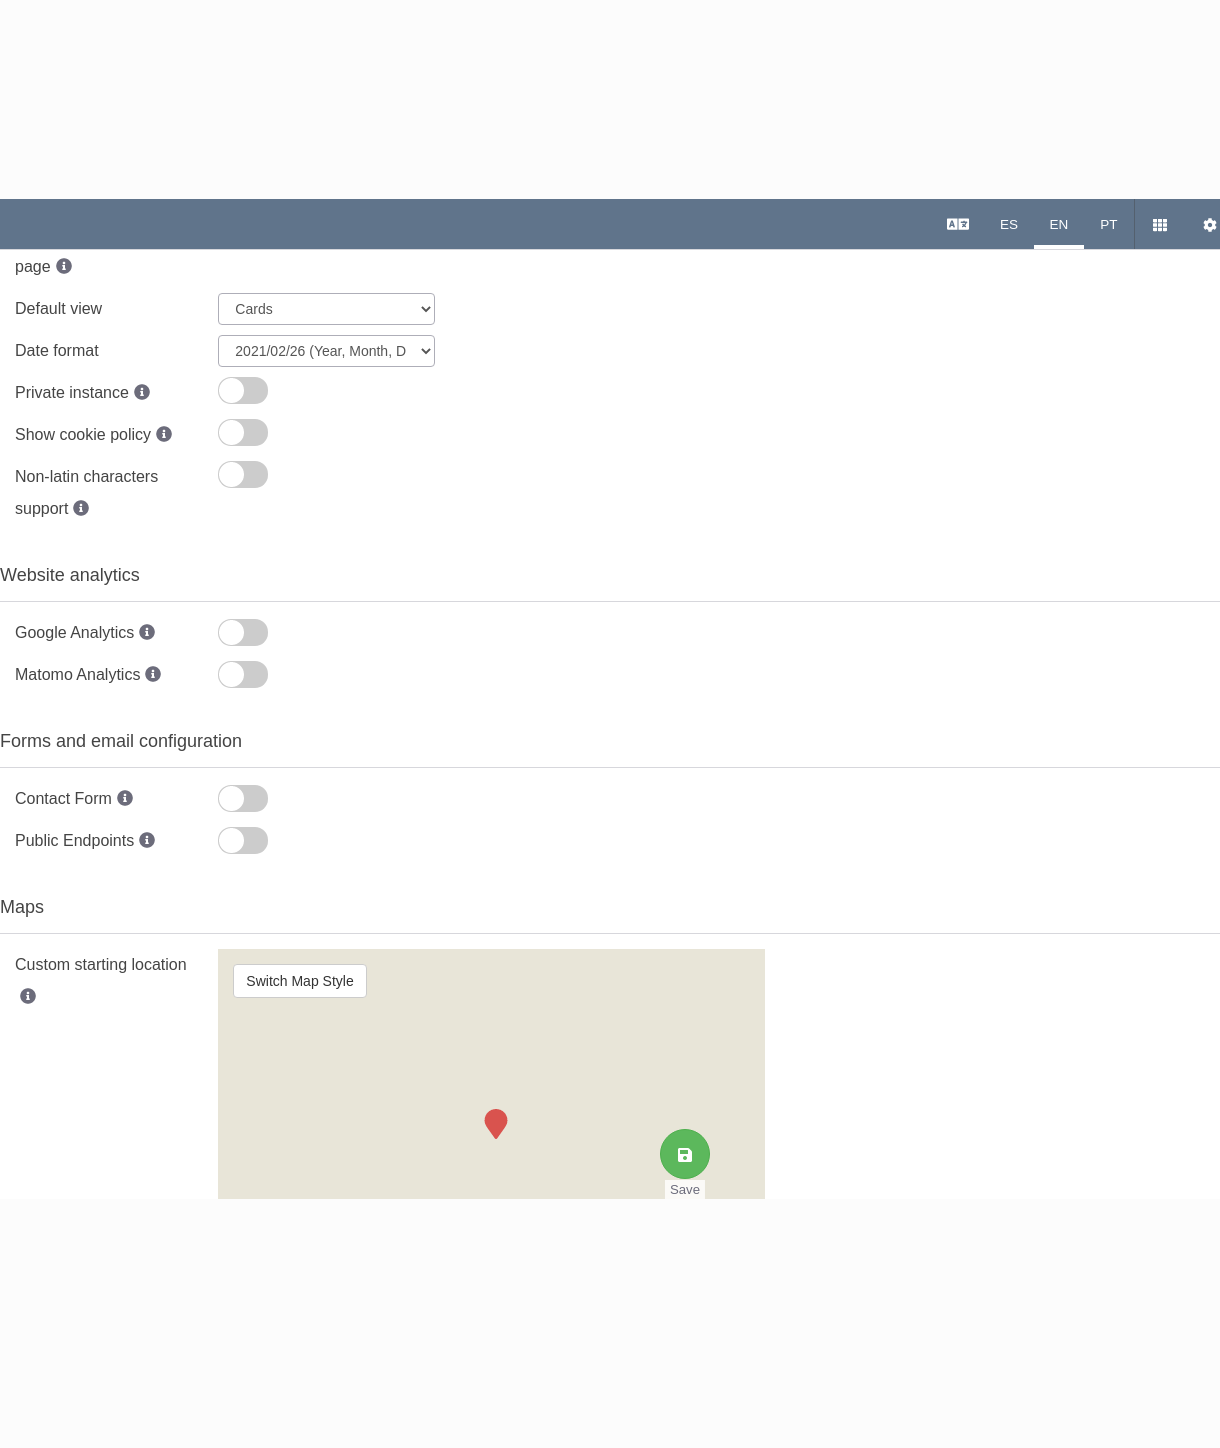 ES EN PT
page
Default view Cards
Date format 2021/02/26 (Year, Month, D
Private instance
Show cookie policy
Non-latin characters
support
Website analytics
Google Analytics
Matomo Analytics
Forms and email configuration
Contact Form
Public Endpoints
Maps
Custom starting location
Switch Map Style
Save